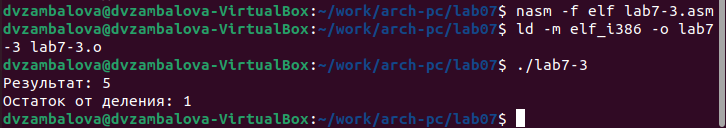 dvzambalova@dvzambalova-VirtualBox:~/work/arch-pc/lab07$ nasm -f elf lab7-3.asm
dvzambalova@dvzambalova-VirtualBox:~/work/arch-pc/lab07$ ld -m elf_i386 -o lab7
-3 lab7-3.o
dvzambalova@dvzambalova-VirtualBox:~/work/arch-pc/lab07$ ./lab7-3
Результат: 5
Остаток от деления: 1
dvzambalova@dvzambalova-VirtualBox:~/work/arch-pc/lab07$